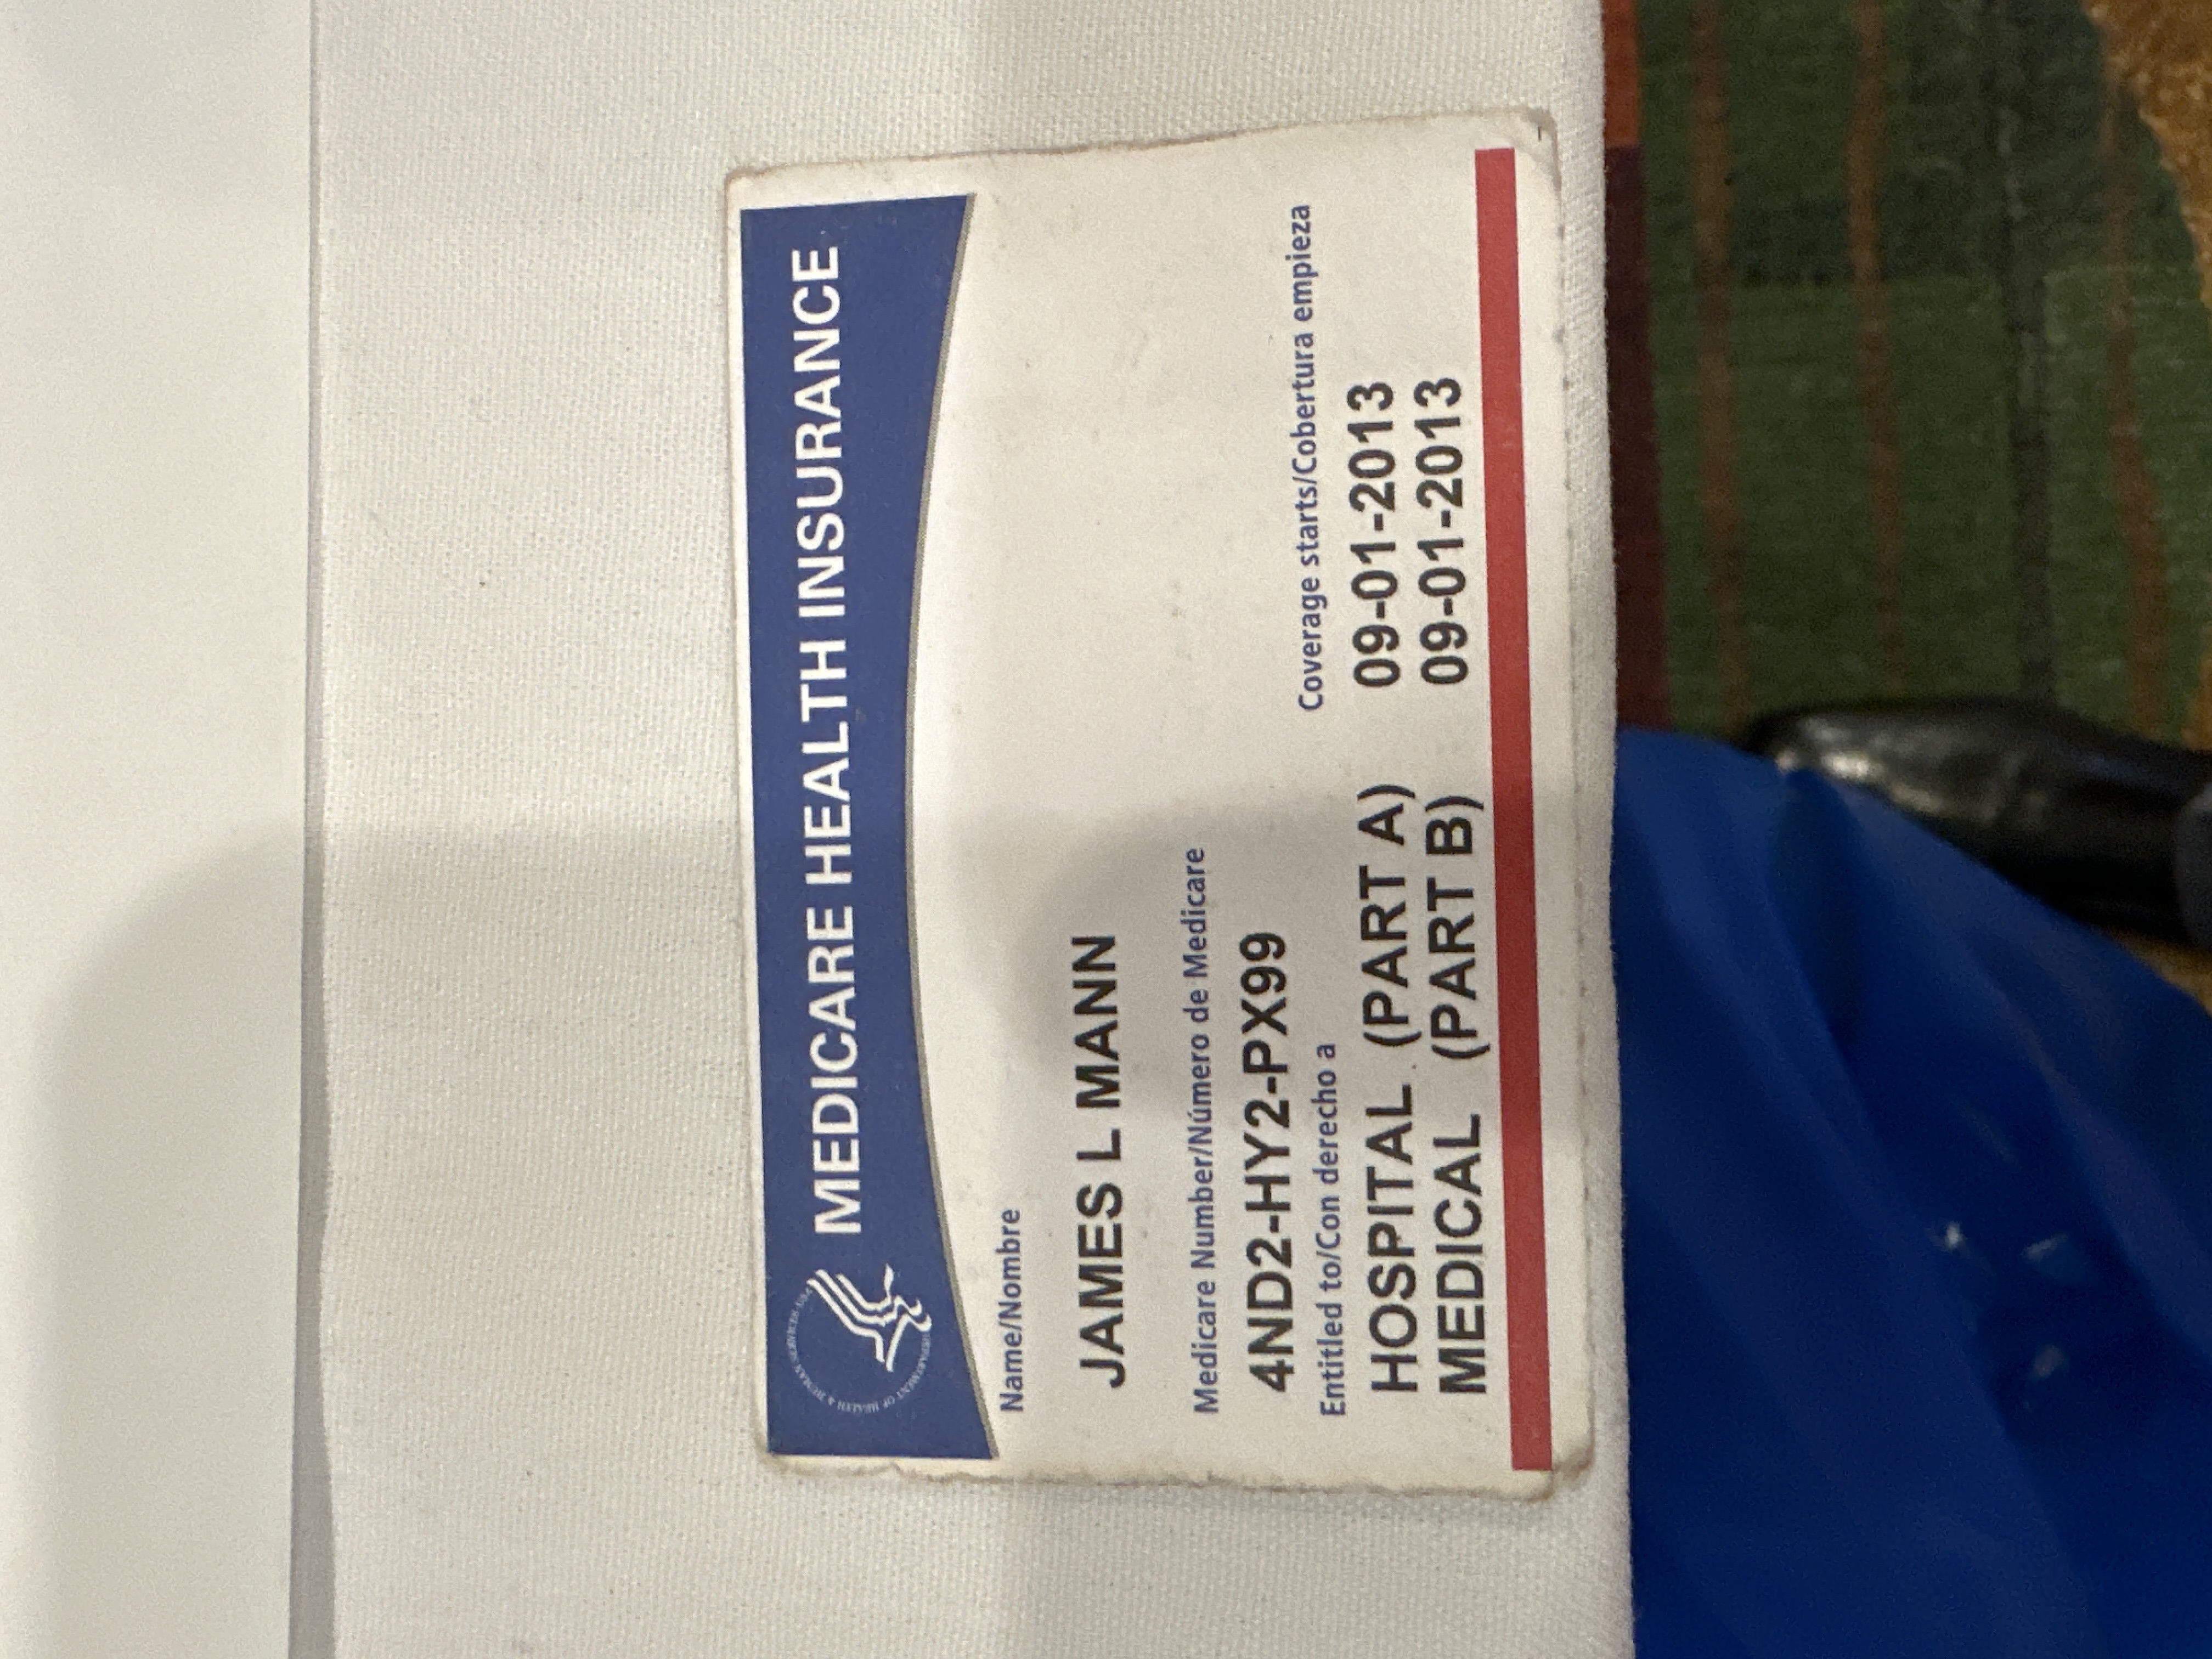 MEDICARE HEALTH INSURANCE
Name/Nombre
JAMES L MANN
Medicare Number/Número de Medicare
4ND2-HY2-PX99
Entitled to/Con derecho a
Coverage starts/Cobertura empieza
HOSPITAL (PART A) 09-01-2013
MEDICAL (PART B) 09-01-2013